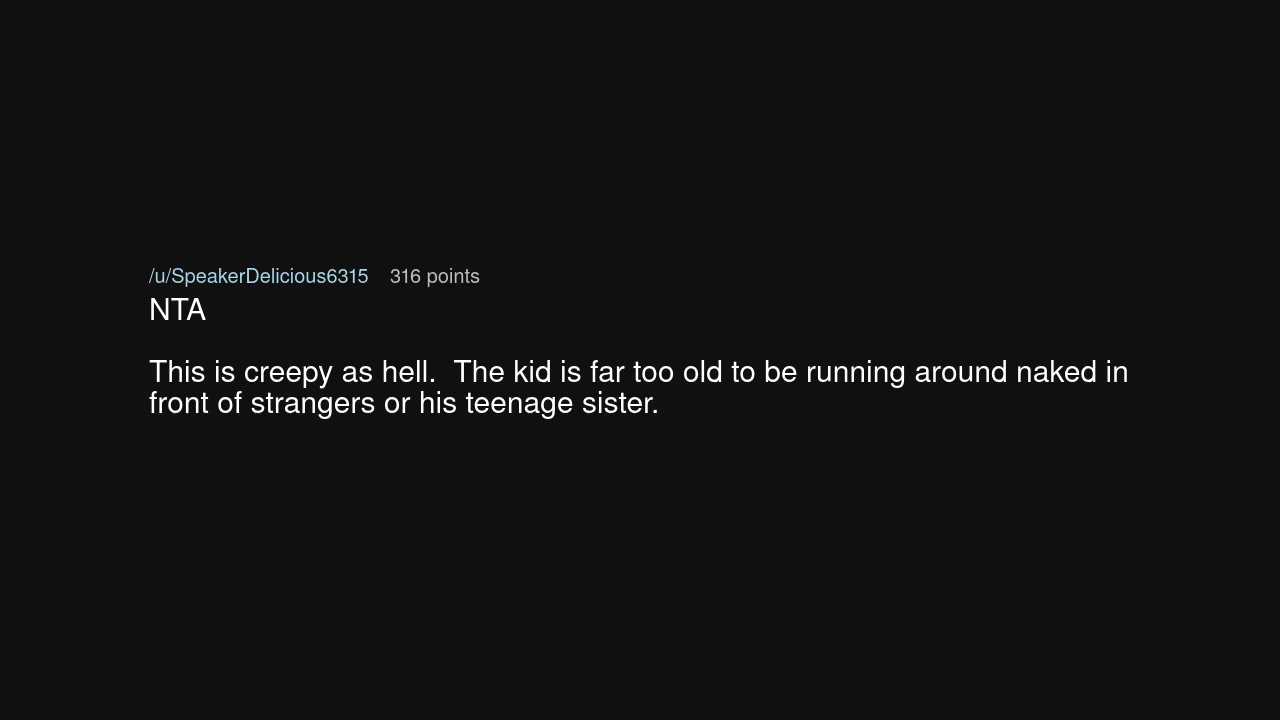 /u/SpeakerDelicious6315 316 points
NTA
This is creepy as hell.  The kid is far too old to be running around naked in
front of strangers or his teenage sister.